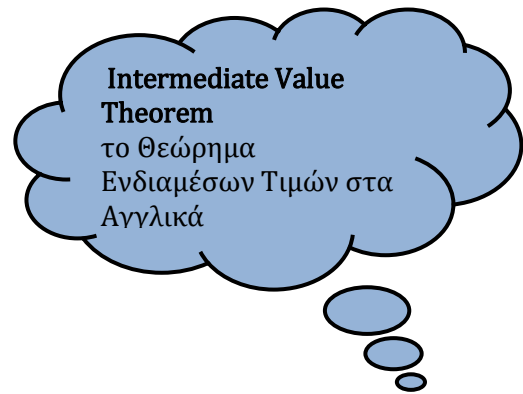 Intermediate Value
Theorem
το Θεώρημα
Ενδιαμέσων Τιμών στα
Αγγλικά